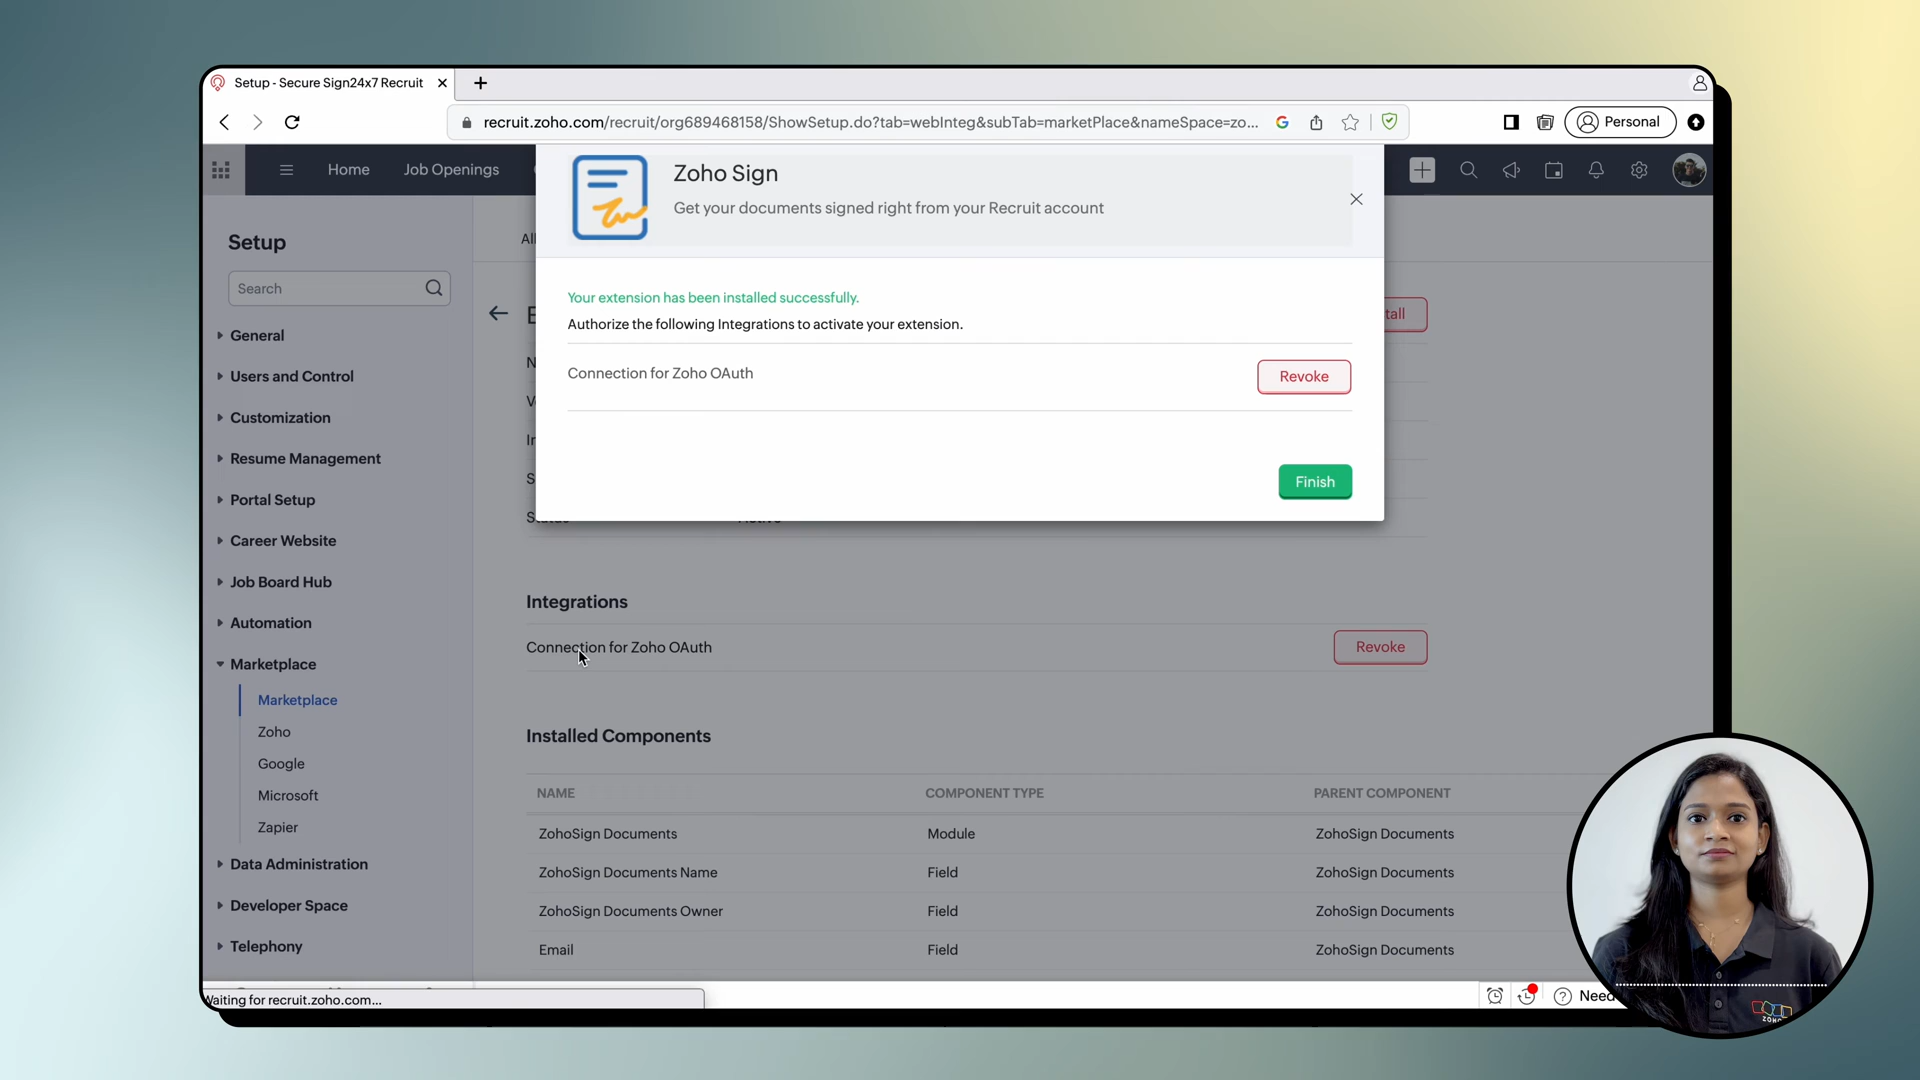 Setup - Secure Sign24x7 Recruit
recruit.zoho.com/recruit/org689468158/ShowSetup.do?tab=webInteg&subTab=marketPlace&nameSpace=zo...
Personal
Home
Job Openings
Zoho Sign
Get your documents signed right from your Recruit account
Setup
Search
General
Users and Control
Customization
Resume Management
Portal Setup
Career Website
Job Board Hub
Automation
Marketplace
Marketplace
Zoho
Google
Microsoft
Zapier
Data Administration
Developer Space
Telephony
Your extension has been installed successfully.
Authorize the following Integrations to activate your extension.
Connection for Zoho OAuth
Revoke
Finish
Integrations
Connection for Zoho OAuth
Revoke
Installed Components
NAME COMPONENT TYPE PARENT COMPONENT
ZohoSign Documents Module ZohoSign Documents
ZohoSign Documents Name Field ZohoSign Documents
ZohoSign Documents Owner Field ZohoSign Documents
Email Field ZohoSign Documents
Waiting for recruit.zoho.com...
Need
ZOHO